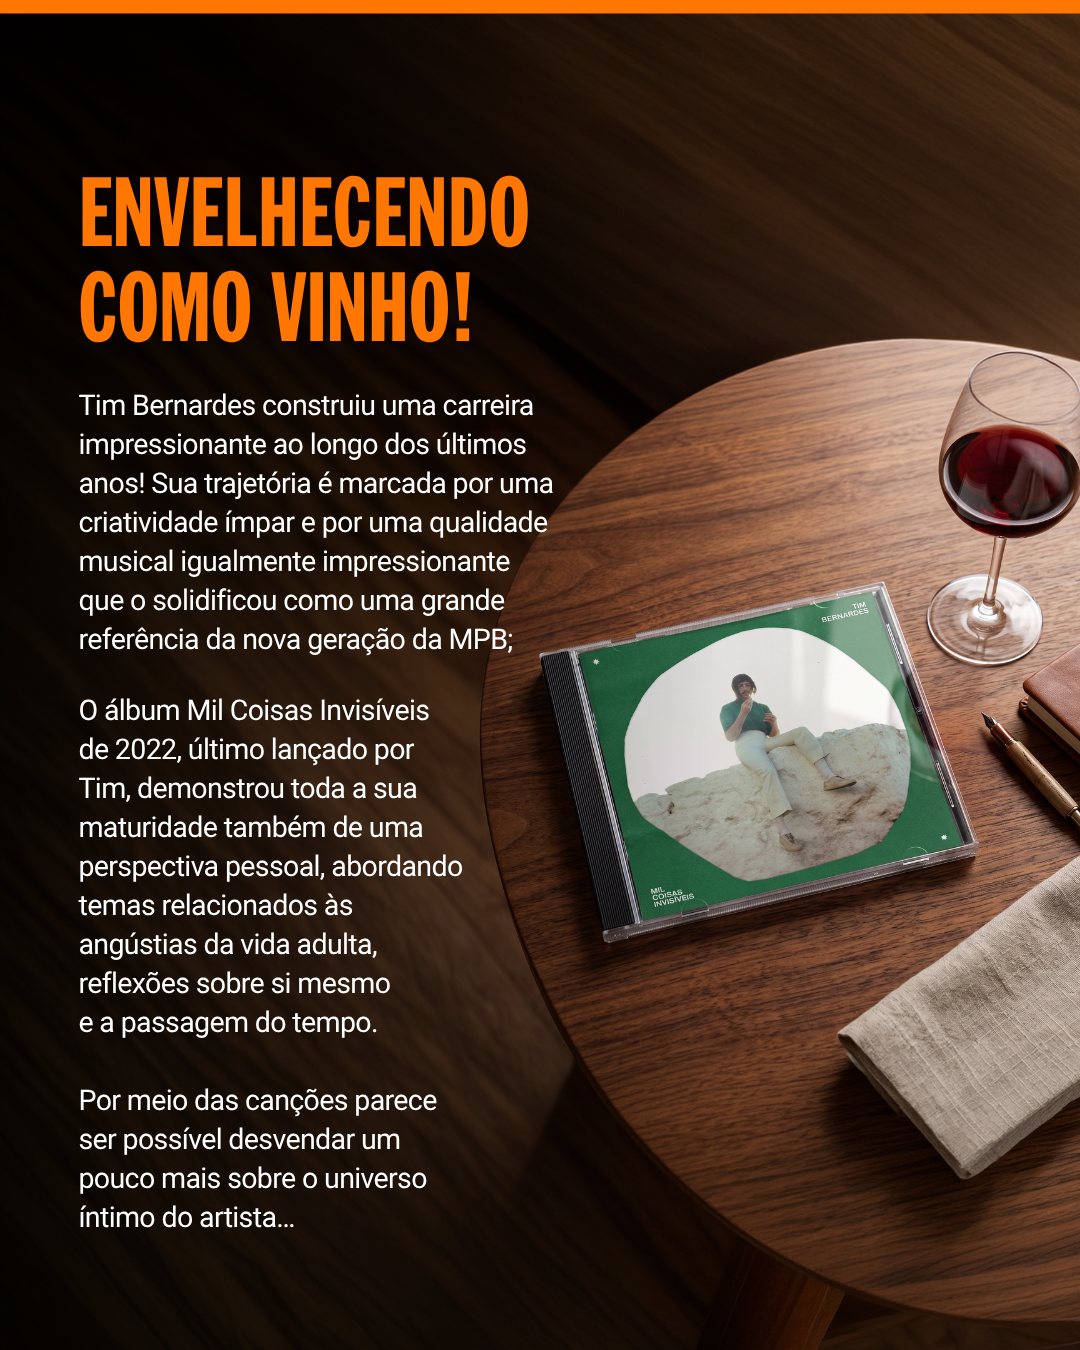 ENVELHECENDO
COMO VINHO!
Tim Bernardes construiu uma carreira
impressionante ao longo dos últimos
anos! Sua trajetória é marcada por uma
criatividade ímpar e por uma qualidade
musical igualmente impressionante
que o solidificou como uma grande
referência da nova geração da MPB;
O álbum Mil Coisas Invisíveis
de 2022, último lançado por
Tim, demonstrou toda a sua
maturidade também de uma
perspectiva pessoal, abordando
temas relacionados às
angústias da vida adulta,
reflexões sobre si mesmo
e a passagem do tempo.
Por meio das canções parece
ser possível desvendar um
pouco mais sobre o universo
íntimo do artista...
TIM
BERNARDES
MIL
COISAS
INVISÍVEIS